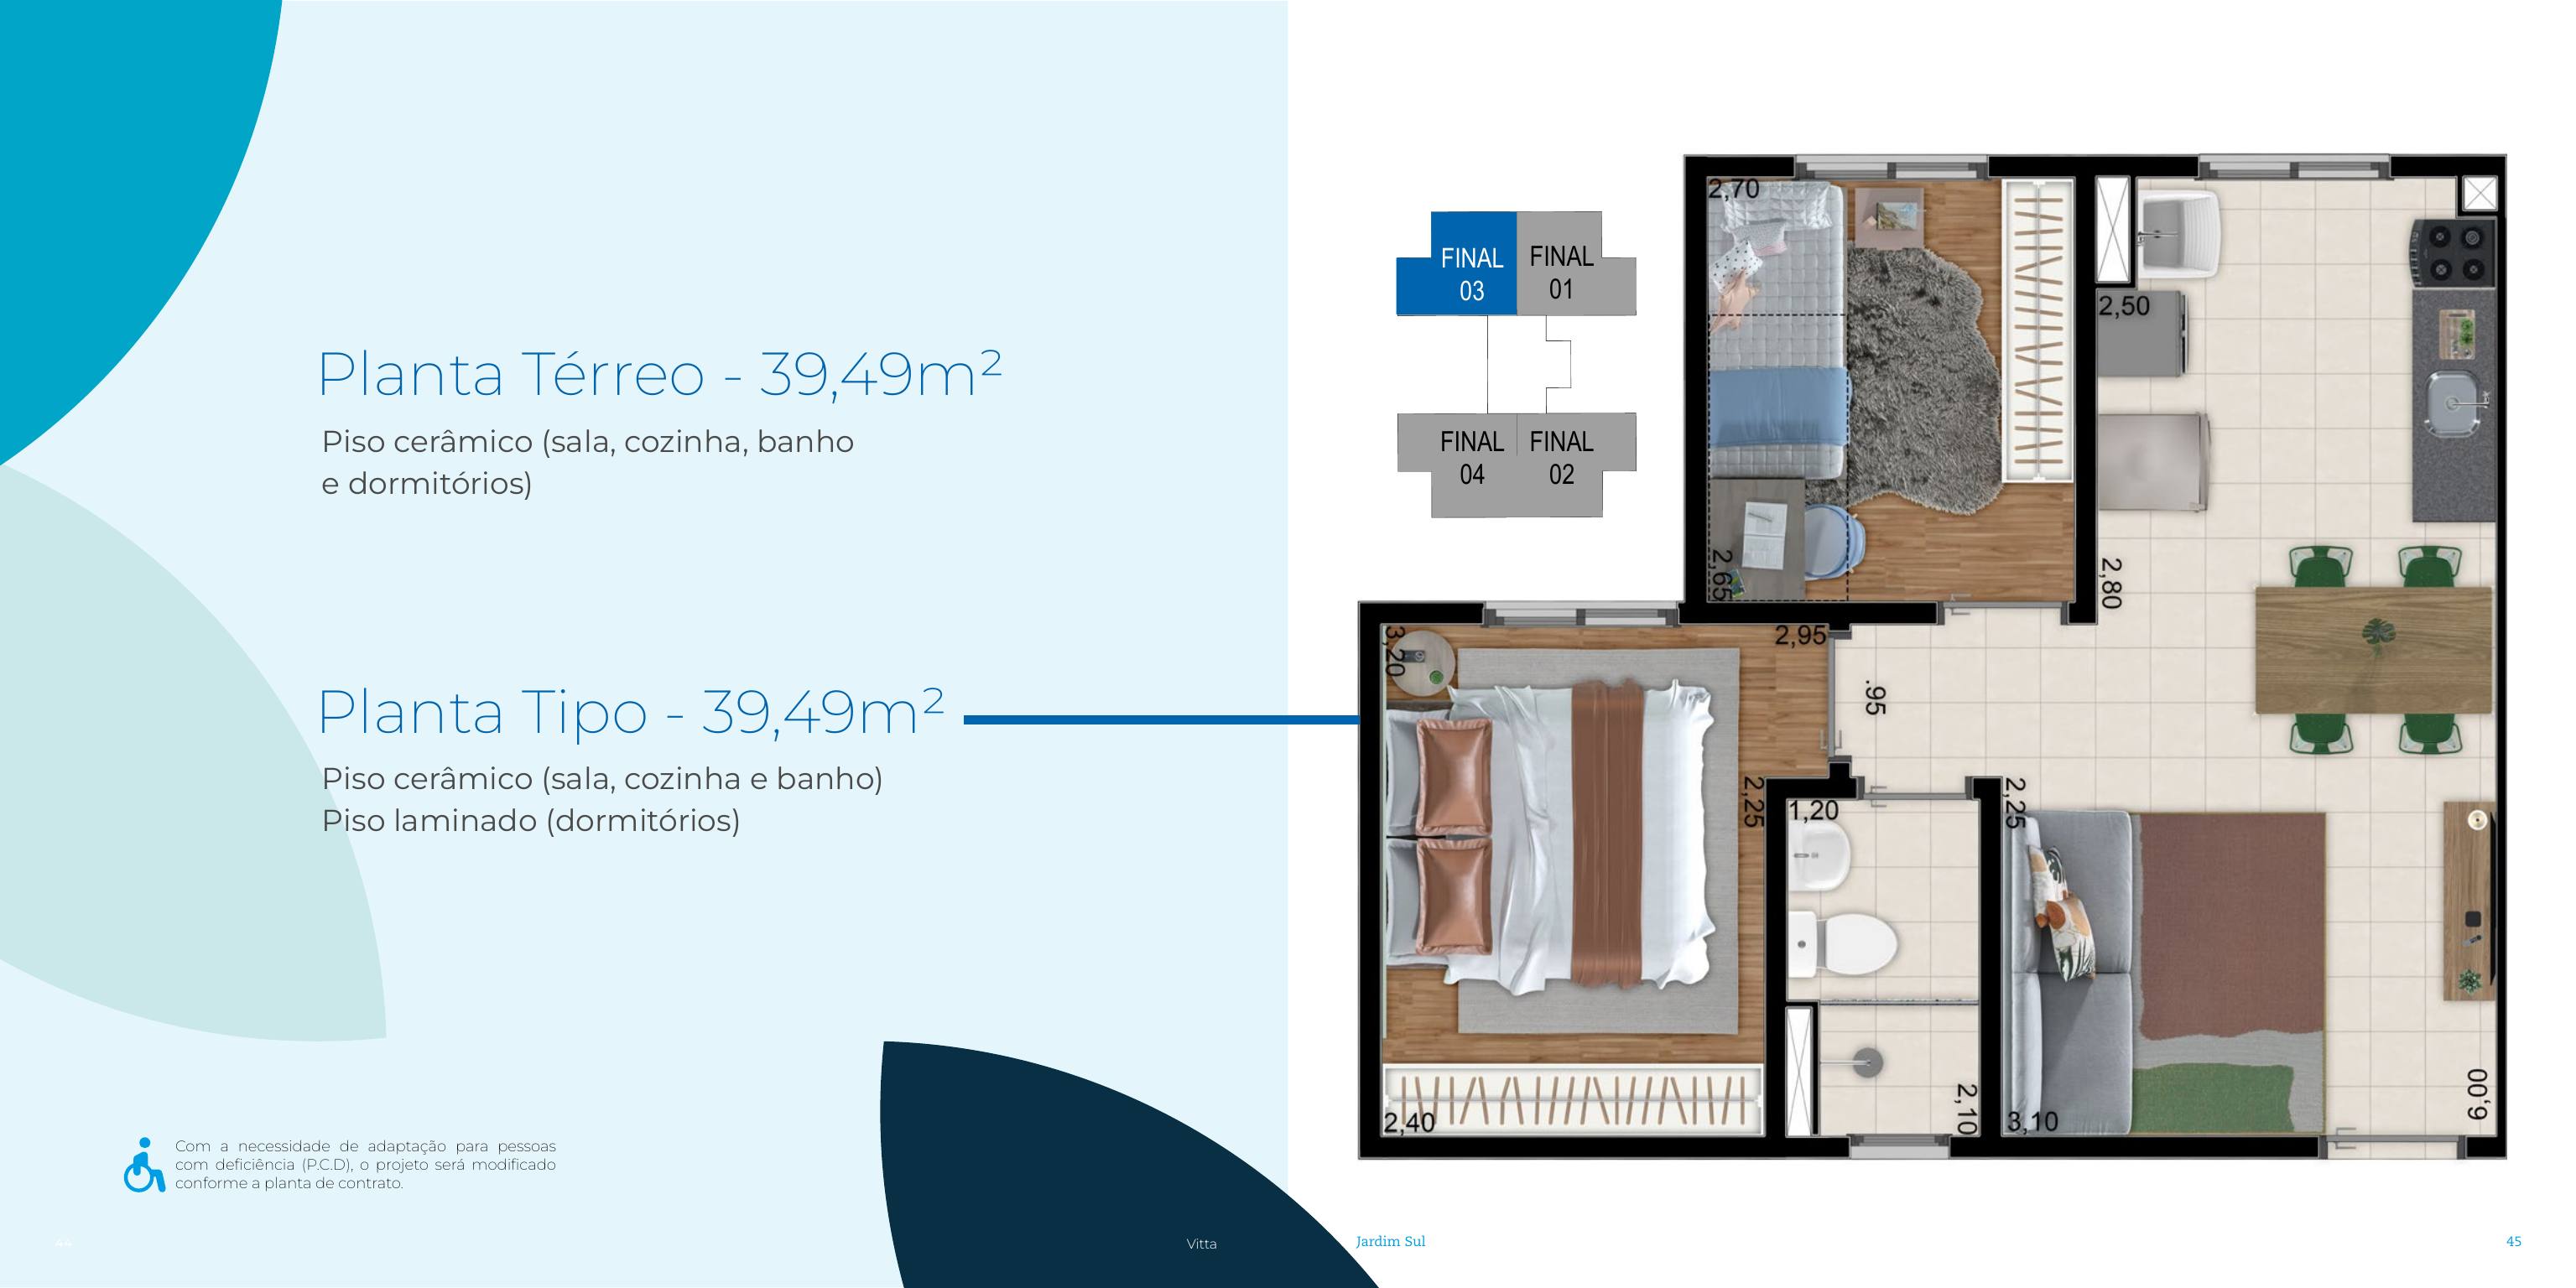 Planta Térreo - 39,49m²
Piso cerâmico (sala, cozinha, banho
e dormitórios)
Planta Tipo - 39,49m²
Piso cerâmico (sala, cozinha e banho)
Piso laminado (dormitórios)
Com a necessidade de adaptação para pessoas
com deficiência (P.C.D), o projeto será modificado
conforme a planta de contrato.
44
Vitta
FINAL
03
FINAL
01
FINAL
04
FINAL
02
2,70
2,50
2,65
2,80
3,20
2,95
.95
2,25
1,20
2,25
2,40
2,10
3,10
6,00
Jardim Sul
45